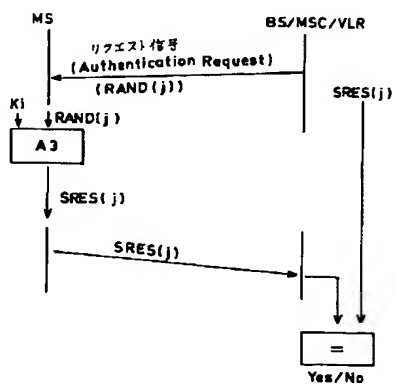 MS
BS/MSC/VLR
リクエスト信号
(Authentication Request)
(RAND(j))
SRES(j)
Ki
RAND(j)
A3
SRES(j)
SRES(j)
=
Yes/No